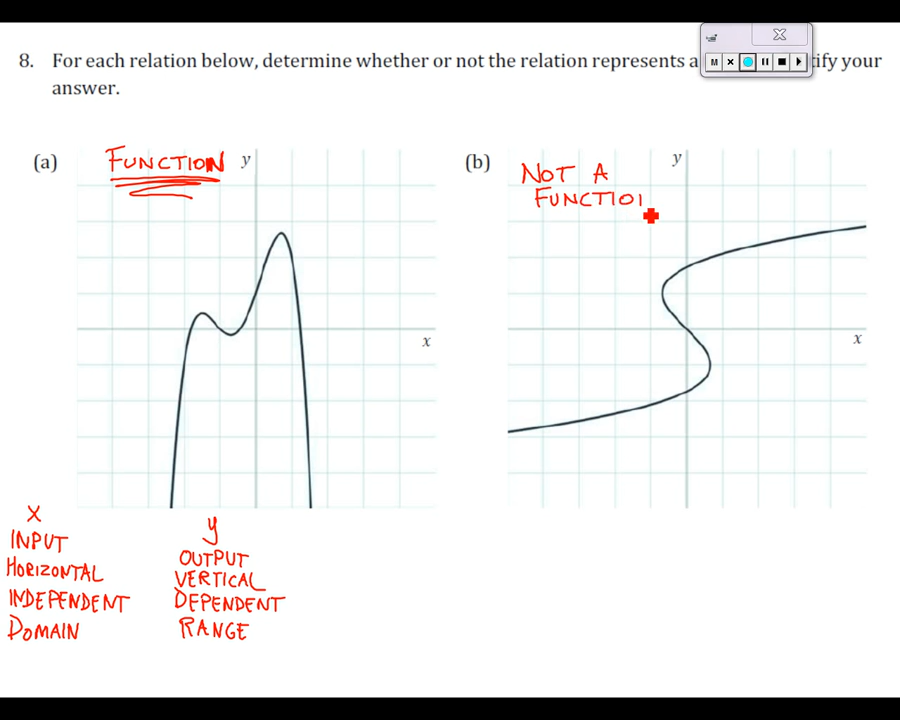 8. For each relation below, determine whether or not the relation represents a tify your
answer.
M
(a) FUNCTION y
(b) NOT A y
FUNCTION
x
x
x
INPUT
HORIZONTAL
INDEPENDENT
DOMAIN
y
OUTPUT
VERTICAL
DEPENDENT
RANGE